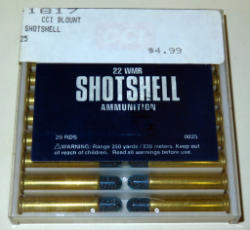 1817
CCI BLOUNT
SHOTSHELL
25
$4.99
22 WMR
SHOTSHELL
AMMUNITION
20 RDS 0025
⚠WARNING: Range 250 yards / 230 meters. Keep out
of reach of children. Read all warnings before use.